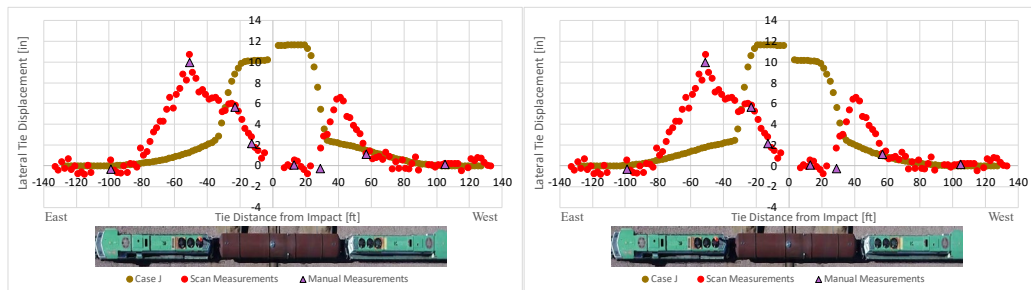 Lateral Tie Displacement [in]
14
12
10
8
6
4
2
0
-2
-4
-140 -120 -100 -80 -60 -40 -20 0 20 40 60 80 100 120 140
East Tie Distance from Impact [ft] West
Case J Scan Measurements Manual Measurements
Lateral Tie Displacement [in]
14
12
10
8
6
4
2
0
-2
-4
-140 -120 -100 -80 -60 -40 -20 0 20 40 60 80 100 120 140
East Tie Distance from Impact [ft] West
Case J Scan Measurements Manual Measurements